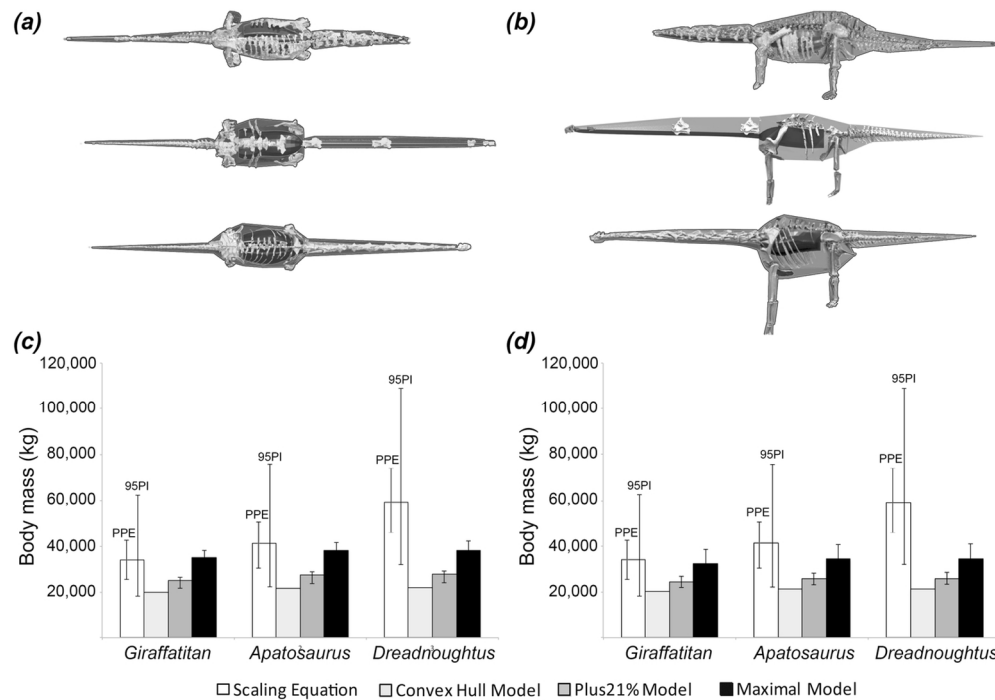 (a)
(b)
(c)
(d)
120,000
100,000
80,000
60,000
40,000
20,000
Body mass (kg)
PPE
95PI
PPE
95PI
PPE
95PI
Giraffatitan
Apatosaurus
Dreadnoughtus
120,000
100,000
80,000
60,000
40,000
20,000
Body mass (kg)
PPE
95PI
PPE
95PI
PPE
95PI
Giraffatitan
Apatosaurus
Dreadnoughtus
Scaling Equation Convex Hull Model Plus21% Model Maximal Model